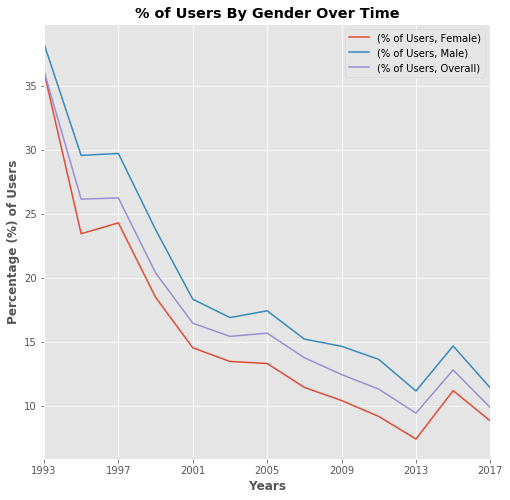 % of Users By Gender Over Time
(% of Users, Female)
(% of Users, Male)
(% of Users, Overall)
Percentage (%) of Users
35
30
25
20
15
10
1993 1997 2001 2005 2009 2013 2017
Years